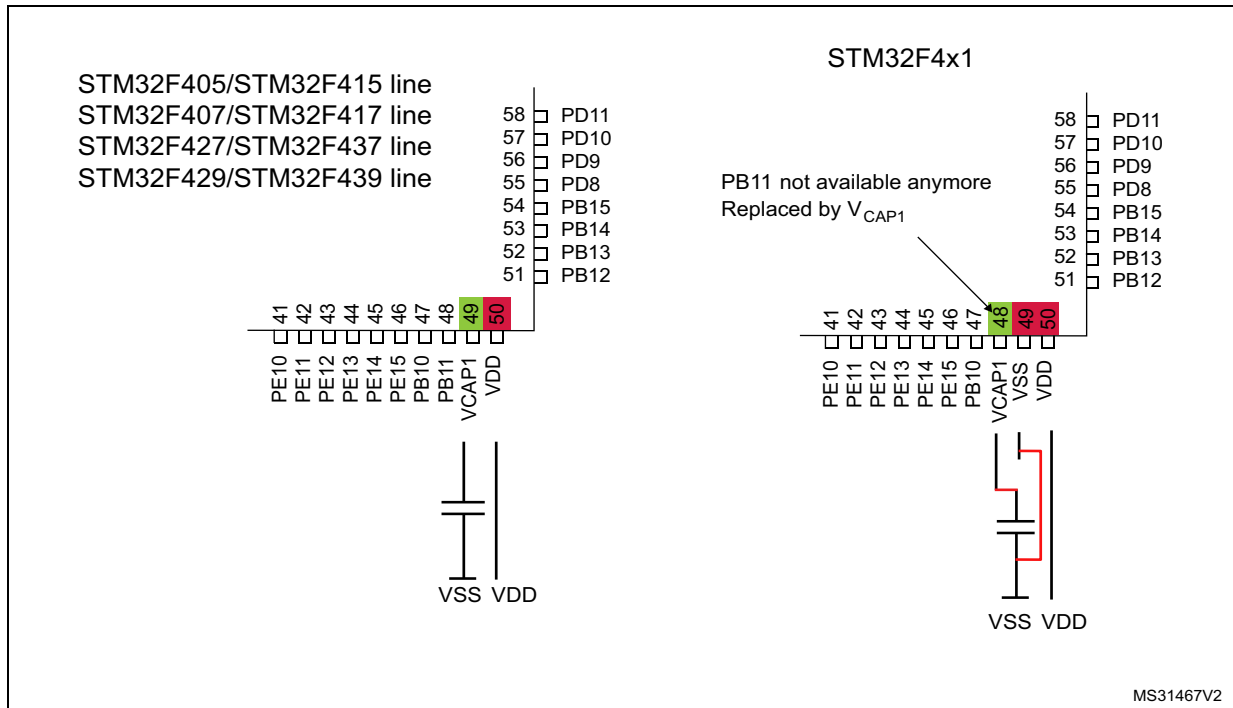 STM32F405/STM32F415 line
STM32F407/STM32F417 line
STM32F427/STM32F437 line
STM32F429/STM32F439 line
58 PD11
57 PD10
56 PD9
55 PD8
54 PB15
53 PB14
52 PB13
51 PB12
41 42 43 44 45 46 47 48 49 50
PE10 PE11 PE12 PE13 PE14 PE15 PB10 PB11 VCAP1 VDD
VSS VDD
STM32F4x1
PB11 not available anymore
Replaced by VCAP1
58 PD11
57 PD10
56 PD9
55 PD8
54 PB15
53 PB14
52 PB13
51 PB12
41 42 43 44 45 46 47 48 49 50
PE10 PE11 PE12 PE13 PE14 PE15 PB10 VCAP1 VSS VDD
VSS VDD
MS31467V2